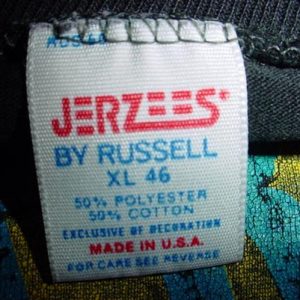 JERZEES
BY RUSSELL
XL 46
50% POLYESTER
50% COTTON
EXCLUSIVE OF DECORATION
MADE IN U.S.A.
FOR CARE SEE REVERSE